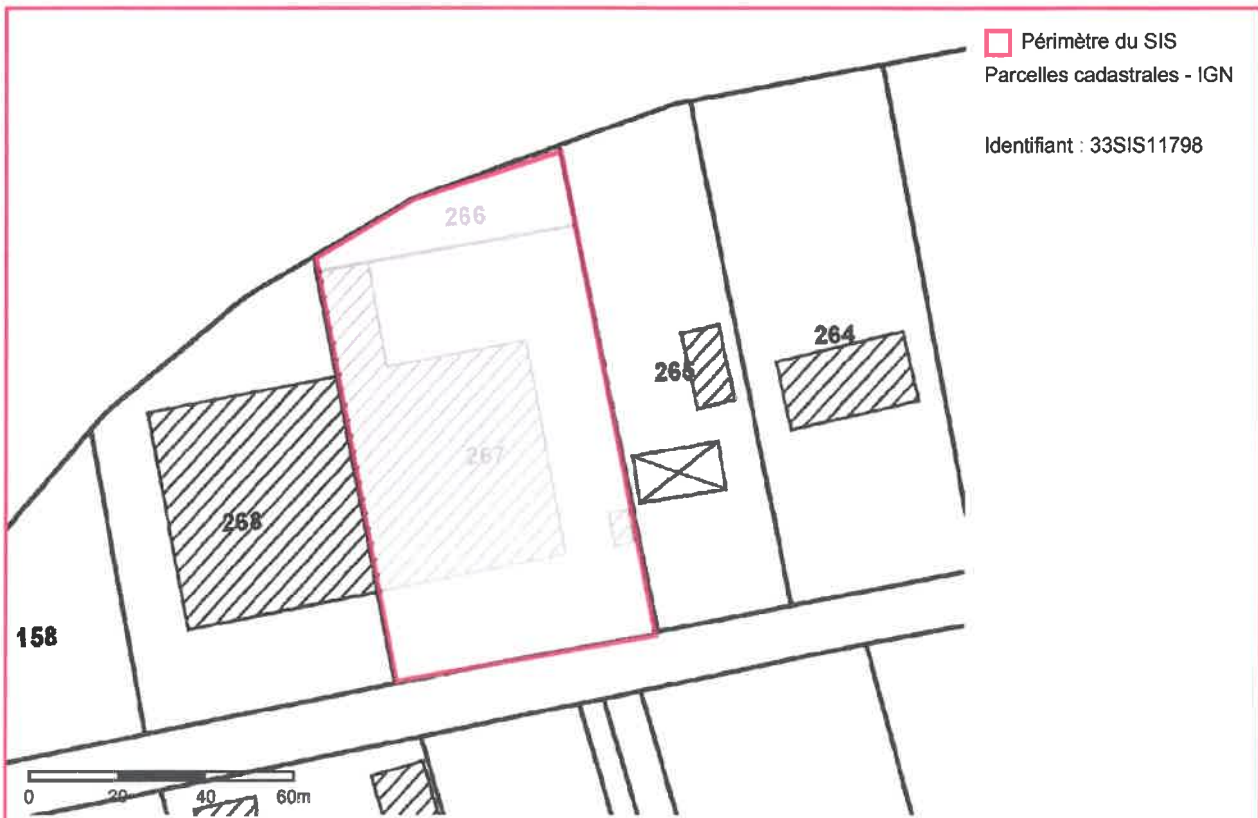 Périmètre du SIS
Parcelles cadastrales - IGN
Identifiant : 33SIS11798
266
264
265
267
268
158
0 20 40 60m